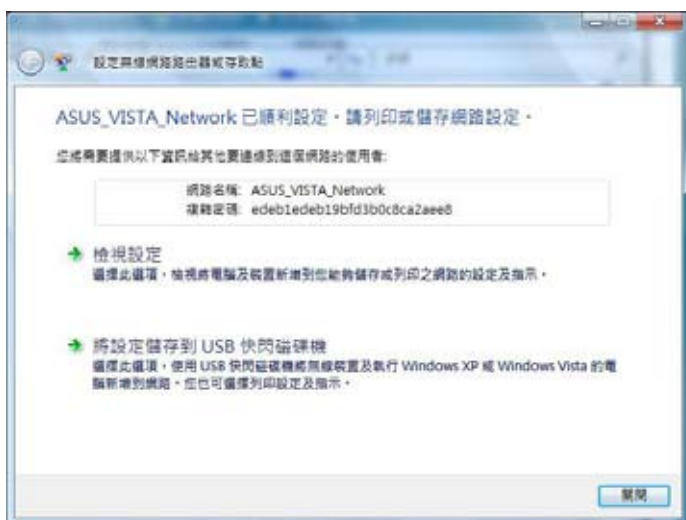 設定無線網路路由器或存取點
ASUS_VISTA_Network 已順利設定。請列印或儲存網路設定。
您將需要提供以下資訊給其他要連線到這個網路的使用者:
網路名稱: ASUS_VISTA_Network
複雜密碼: edeb1edeb19bfd3b0c8ca2aee8
檢視設定
選擇此選項，檢視將電腦及裝置新增到您能夠儲存或列印之網路的設定及指示。
將設定儲存到 USB 快閃磁碟機
選擇此選項，使用 USB 快閃磁碟機將無線裝置及執行 Windows XP 或 Windows Vista 的電
腦新增到網路。您也可選擇列印設定及指示。
關閉